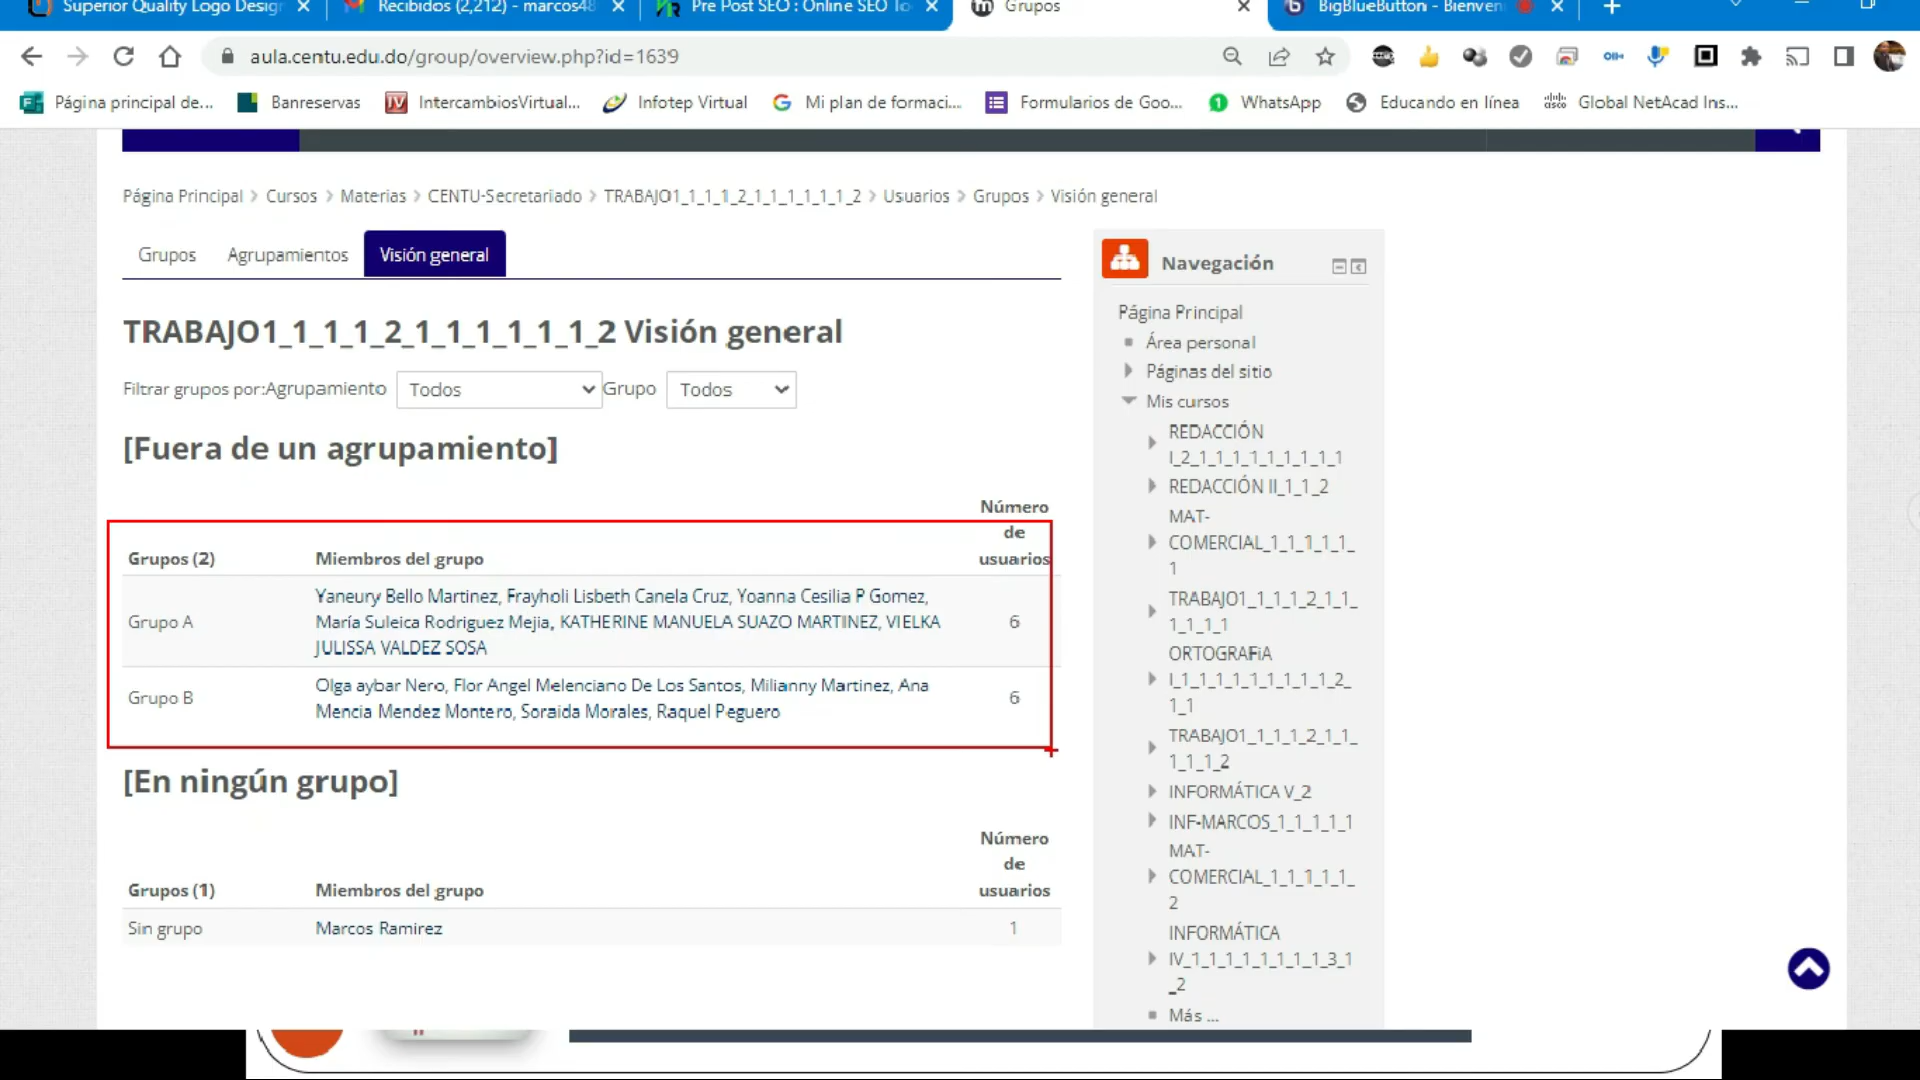 Superior Quality Logo Desig
Recibidos (2,212) - marcos48
Pre Post SEO : Online SEO To
Grupos
BigBlueButton - Bienven
aula.centu.edu.do/group/overview.php?id=1639
Página principal de...
Banreservas
IntercambiosVirtual...
Infotep Virtual
Mi plan de formaci...
Formularios de Goo...
WhatsApp
Educando en línea
Global NetAcad Ins...
Página Principal > Cursos > Materias > CENTU-Secretariado > TRABAJO1_1_1_1_2_1_1_1_1_1_1_2 > Usuarios > Grupos > Visión general
Grupos
Agrupamientos
Visión general
TRABAJO1_1_1_1_2_1_1_1_1_1_1_2 Visión general
Filtrar grupos por:Agrupamiento Todos Grupo Todos
[Fuera de un agrupamiento]
Número
de
Grupos (2) Miembros del grupo usuarios
Yaneury Bello Martinez, Frayholi Lisbeth Canela Cruz, Yoanna Cesilia P Gomez,
Grupo A María Suleica Rodriguez Mejia, KATHERINE MANUELA SUAZO MARTINEZ, VIELKA 6
JULISSA VALDEZ SOSA
Olga aybar Nero, Flor Angel Melenciano De Los Santos, Milianny Martinez, Ana
Grupo B 6
Mencia Mendez Montero, Soraida Morales, Raquel Peguero
[En ningún grupo]
Número
de
Grupos (1) Miembros del grupo usuarios
Sin grupo Marcos Ramirez 1
Navegación
Página Principal
Área personal
Páginas del sitio
Mis cursos
REDACCIÓN
I_2_1_1_1_1_1_1_1_1_1
REDACCIÓN II_1_1_2
MAT-
COMERCIAL_1_1_1_1_1_
1
TRABAJO1_1_1_1_2_1_1_
1_1_1_1
ORTOGRAFíA
I_1_1_1_1_1_1_1_1_1_2_
1_1
TRABAJO1_1_1_1_2_1_1_
1_1_1_2
INFORMÁTICA V_2
INF-MARCOS_1_1_1_1_1
MAT-
COMERCIAL_1_1_1_1_1_
2
INFORMÁTICA
IV_1_1_1_1_1_1_1_1_3_1
_2
Más ...